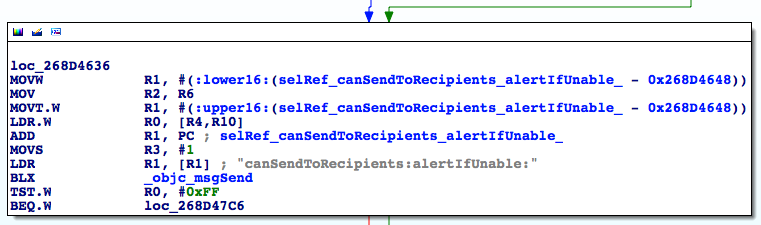 loc_268D4636
MOVW R1, #(:lower16:(selRef_canSendToRecipients_alertIfUnable_ - 0x268D4648))
MOV R2, R6
MOVT.W R1, #(:upper16:(selRef_canSendToRecipients_alertIfUnable_ - 0x268D4648))
LDR.W R0, [R4,R10]
ADD R1, PC ; selRef_canSendToRecipients_alertIfUnable_
MOVS R3, #1
LDR R1, [R1] ; "canSendToRecipients:alertIfUnable:"
BLX _objc_msgSend
TST.W R0, #0xFF
BEQ.W loc_268D47C6